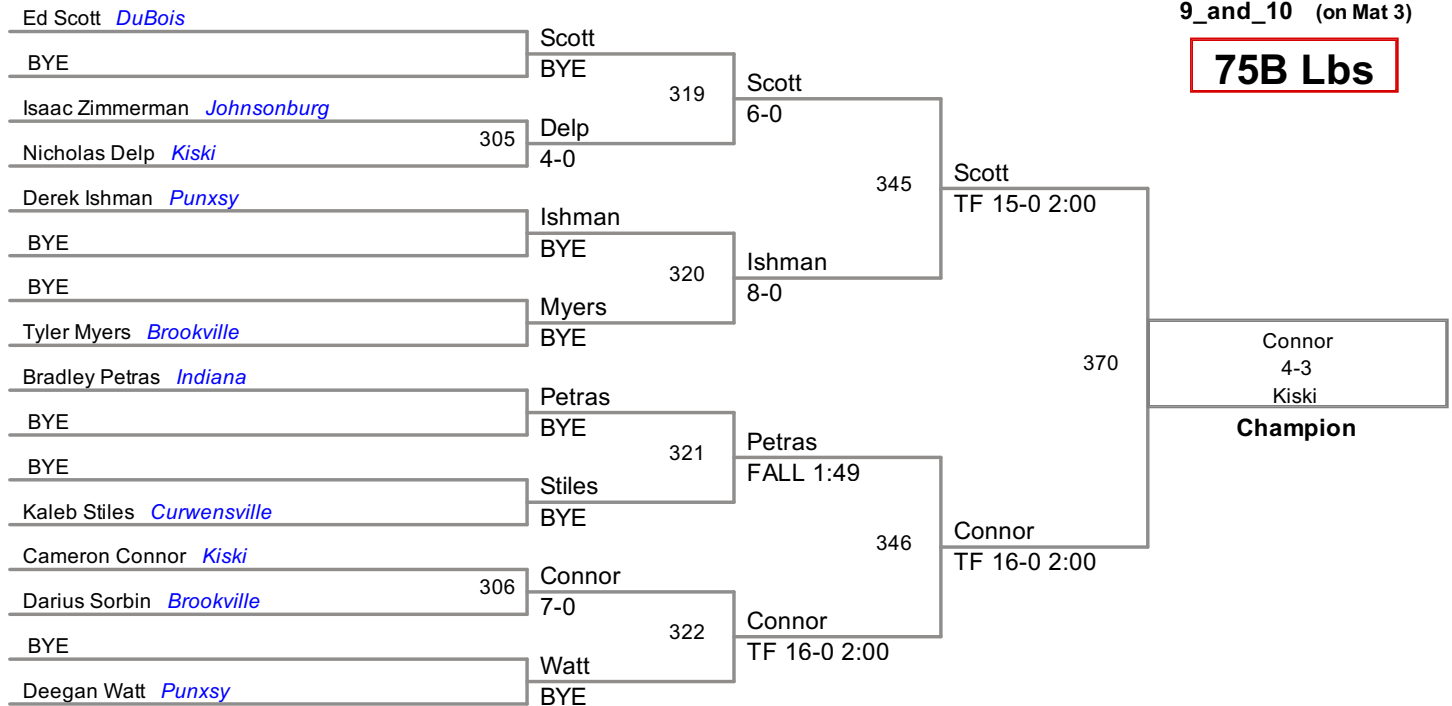 9_and_10 (on Mat 3)
75B Lbs
Ed Scott DuBois
BYE
Isaac Zimmerman Johnsonburg
Nicholas Delp Kiski
Derek Ishman Punxsy
BYE
BYE
Tyler Myers Brookville
Bradley Petras Indiana
BYE
BYE
Kaleb Stiles Curwensville
Cameron Connor Kiski
Darius Sorbin Brookville
BYE
Deegan Watt Punxsy
305
306
Scott
BYE
Delp
4-0
Ishman
BYE
Myers
BYE
Petras
BYE
Stiles
BYE
Connor
7-0
Watt
BYE
319
320
321
322
Scott
6-0
Ishman
8-0
Petras
FALL 1:49
Connor
TF 16-0 2:00
345
346
Scott
TF 15-0 2:00
Connor
TF 16-0 2:00
370
Connor
4-3
Kiski
Champion